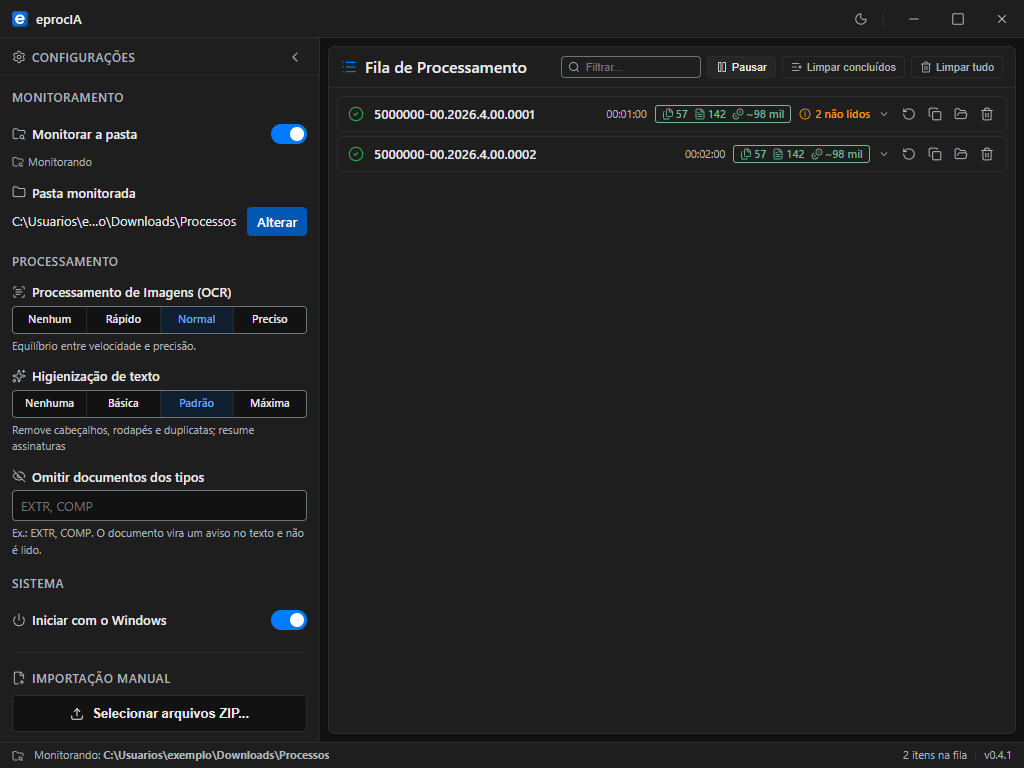 eprocIA
CONFIGURAÇÕES
MONITORAMENTO
Monitorar a pasta
Monitorando
Pasta monitorada
C:\Usuarios\e...o\Downloads\Processos
Alterar
PROCESSAMENTO
Processamento de Imagens (OCR)
Nenhum Rápido Normal Preciso
Equilíbrio entre velocidade e precisão.
Higienização de texto
Nenhuma Básica Padrão Máxima
Remove cabeçalhos, rodapés e duplicatas; resume
assinaturas
Omitir documentos dos tipos
EXTR, COMP
Ex.: EXTR, COMP. O documento vira um aviso no texto e não
é lido.
SISTEMA
Iniciar com o Windows
IMPORTAÇÃO MANUAL
Selecionar arquivos ZIP...
Fila de Processamento
Filtrar...
Pausar
Limpar concluídos
Limpar tudo
5000000-00.2026.4.00.0001 00:01:00 57 142 ~98 mil 2 não lidos
5000000-00.2026.4.00.0002 00:02:00 57 142 ~98 mil
Monitorando: C:\Usuarios\exemplo\Downloads\Processos
2 itens na fila
v0.4.1